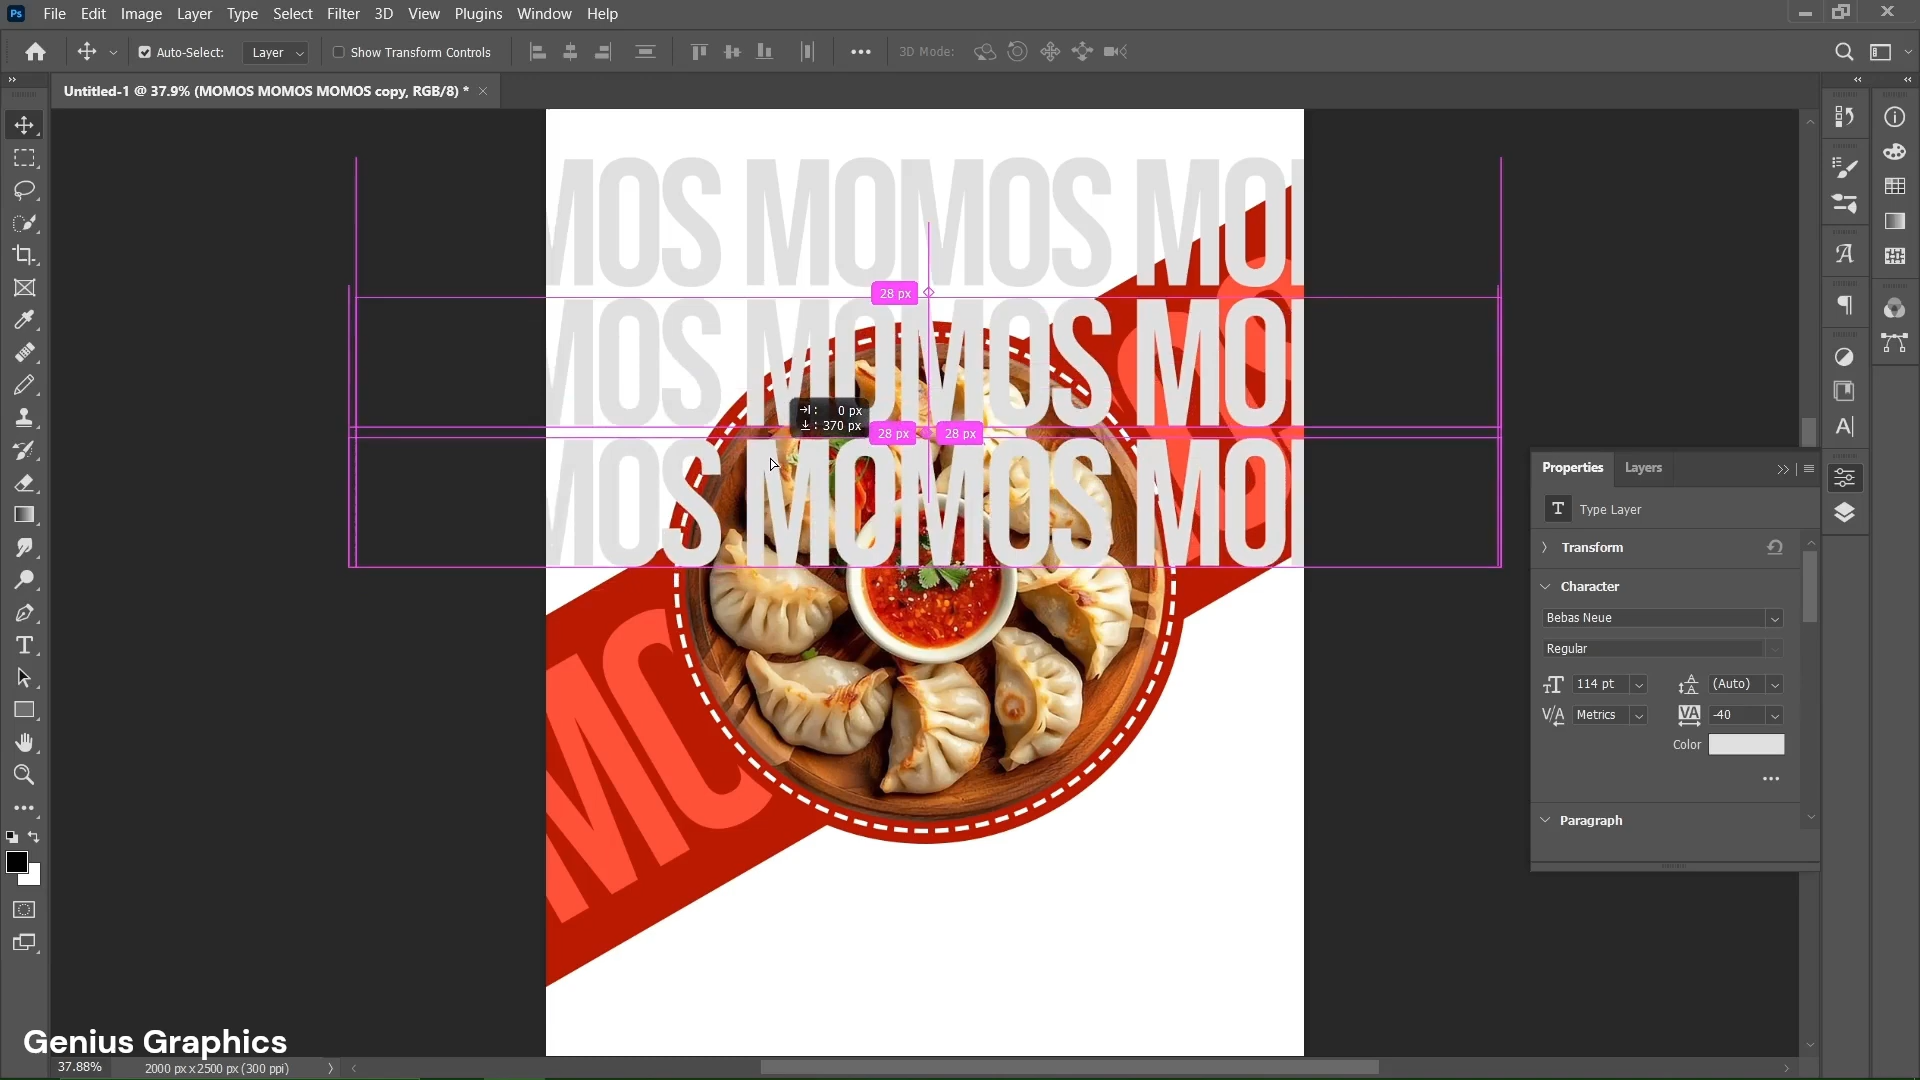 Ps File Edit Image Layer Type Select Filter 3D View Plugins Window Help
Auto-Select: Layer Show Transform Controls 3D Mode:
Untitled-1 @ 37.9% (MOMOS MOMOS MOMOS copy, RGB/8) *
MOS MOMOS MO
28 px
MOS MOMOS MO
0 px
370 px
28 px 28 px
MOS MOMOS MO
MO
Properties Layers
T Type Layer
Transform
Character
Bebas Neue
Regular
114 pt (Auto)
Metrics -40
Color
Paragraph
Genius Graphics
37.88% 2000 px x 2500 px (300 ppi)